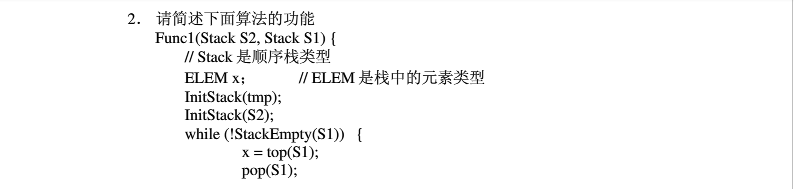 2． 请简述下面算法的功能
Func1(Stack S2, Stack S1) {
// Stack 是顺序栈类型
ELEM x； // ELEM 是栈中的元素类型
InitStack(tmp);
InitStack(S2);
while (!StackEmpty(S1)) {
x = top(S1);
pop(S1);